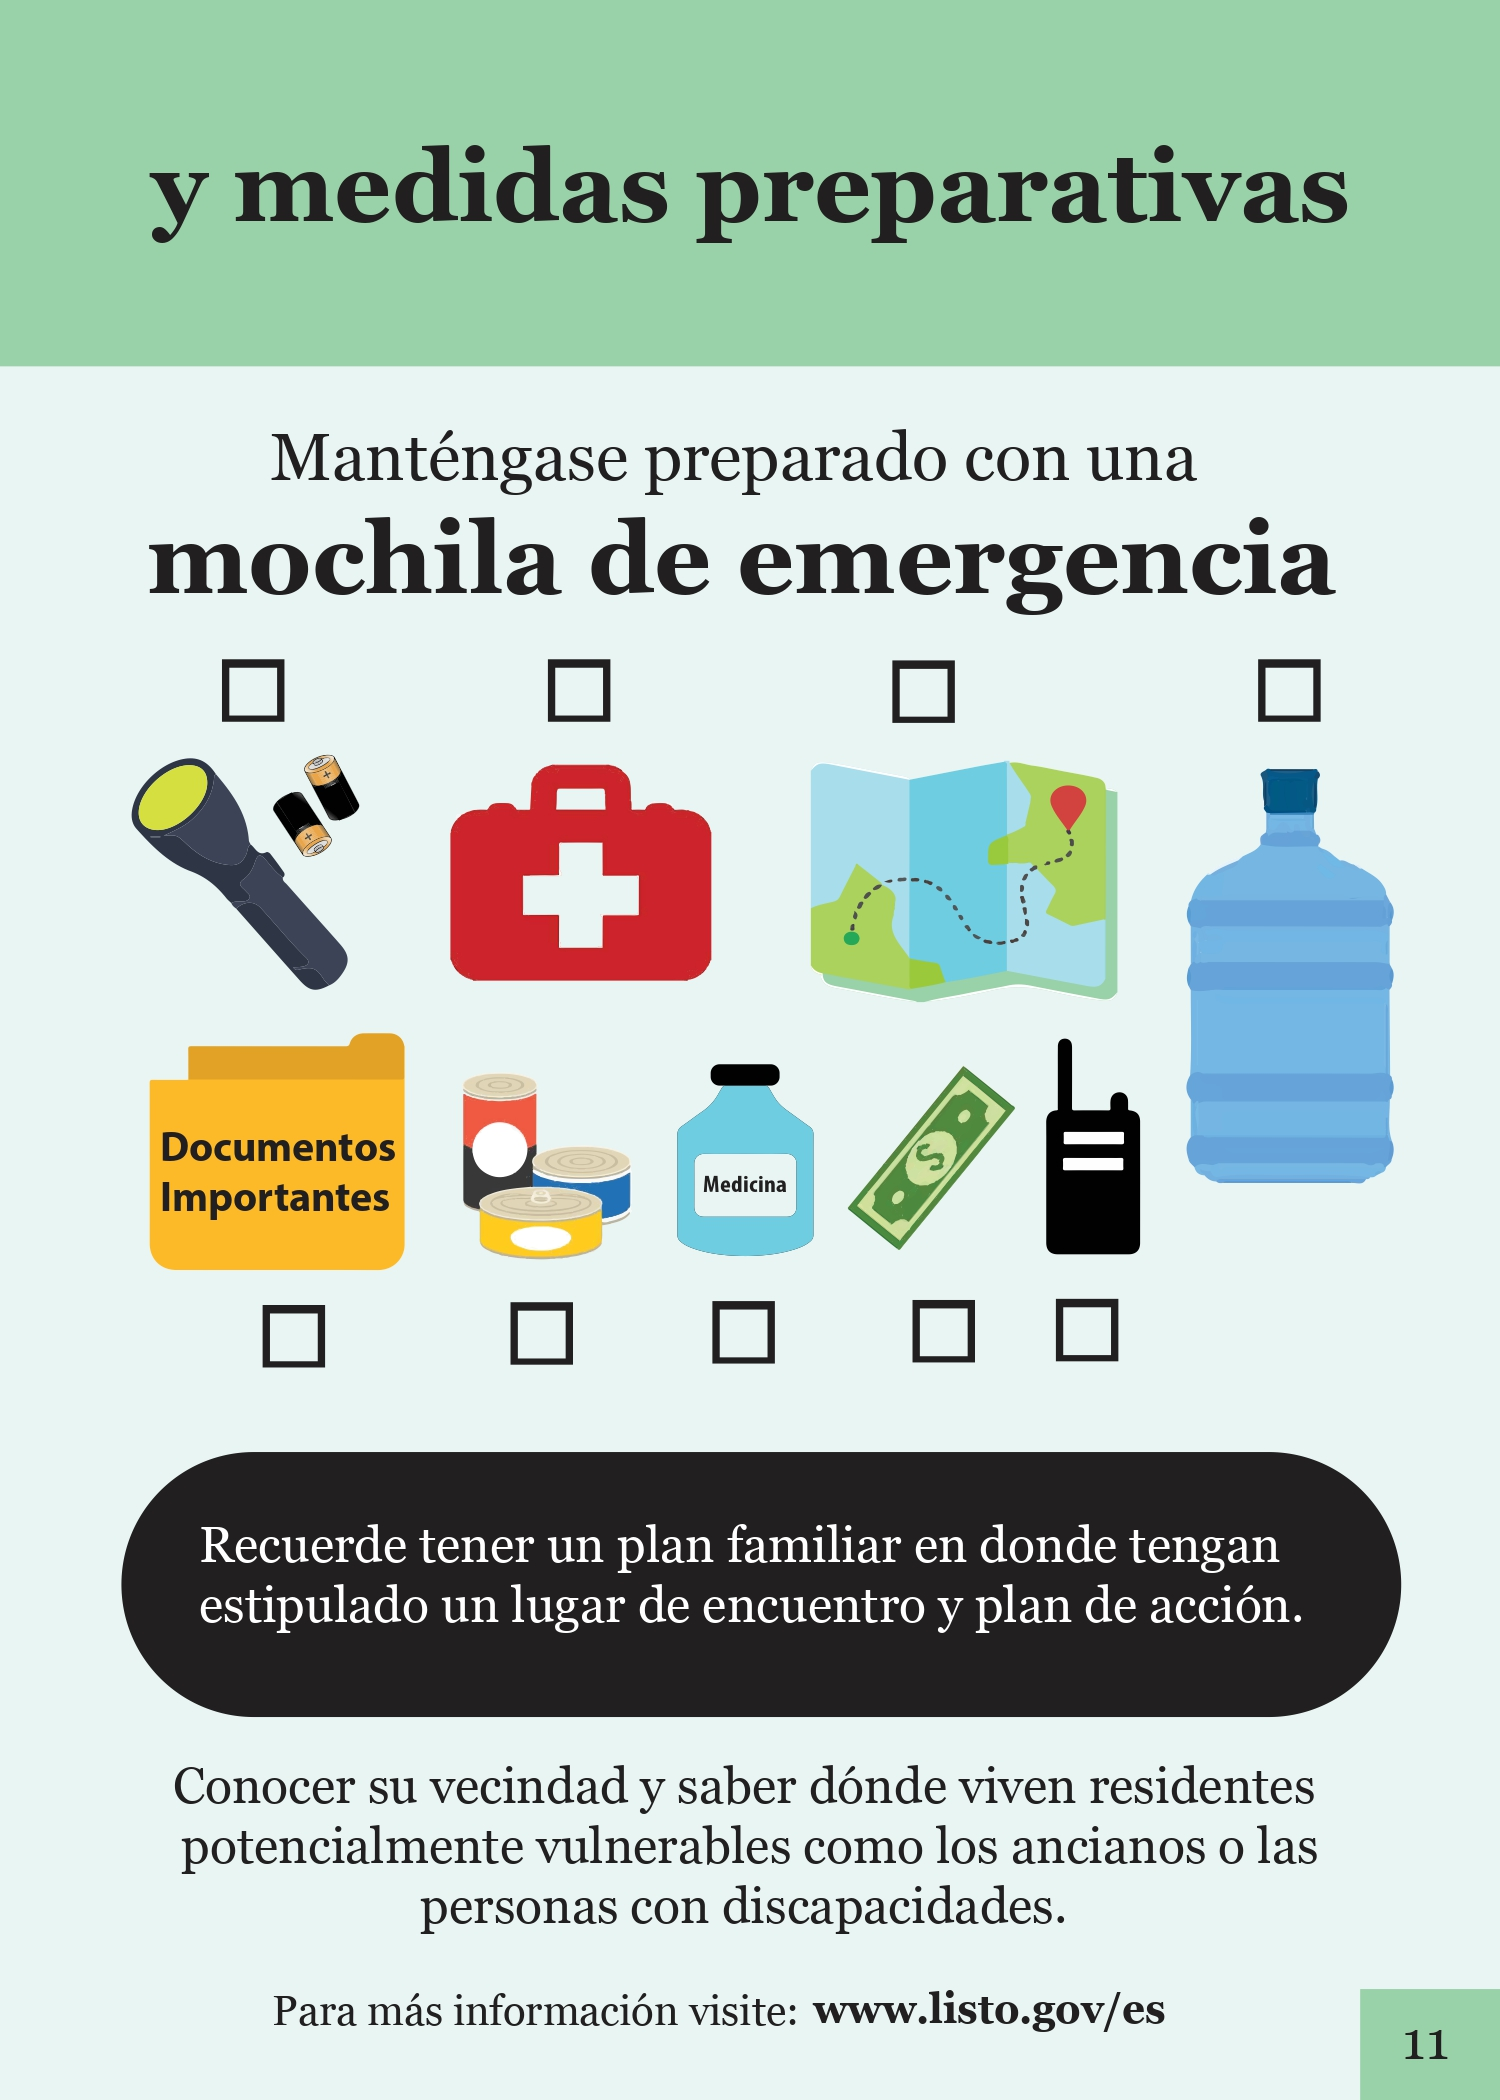 y medidas preparativas
Manténgase preparado con una
mochila de emergencia
Documentos
Importantes
Medicina
$
Recuerde tener un plan familiar en donde tengan
estipulado un lugar de encuentro y plan de acción.
Conocer su vecindad y saber dónde viven residentes
potencialmente vulnerables como los ancianos o las
personas con discapacidades.
Para más información visite: www.listo.gov/es
11